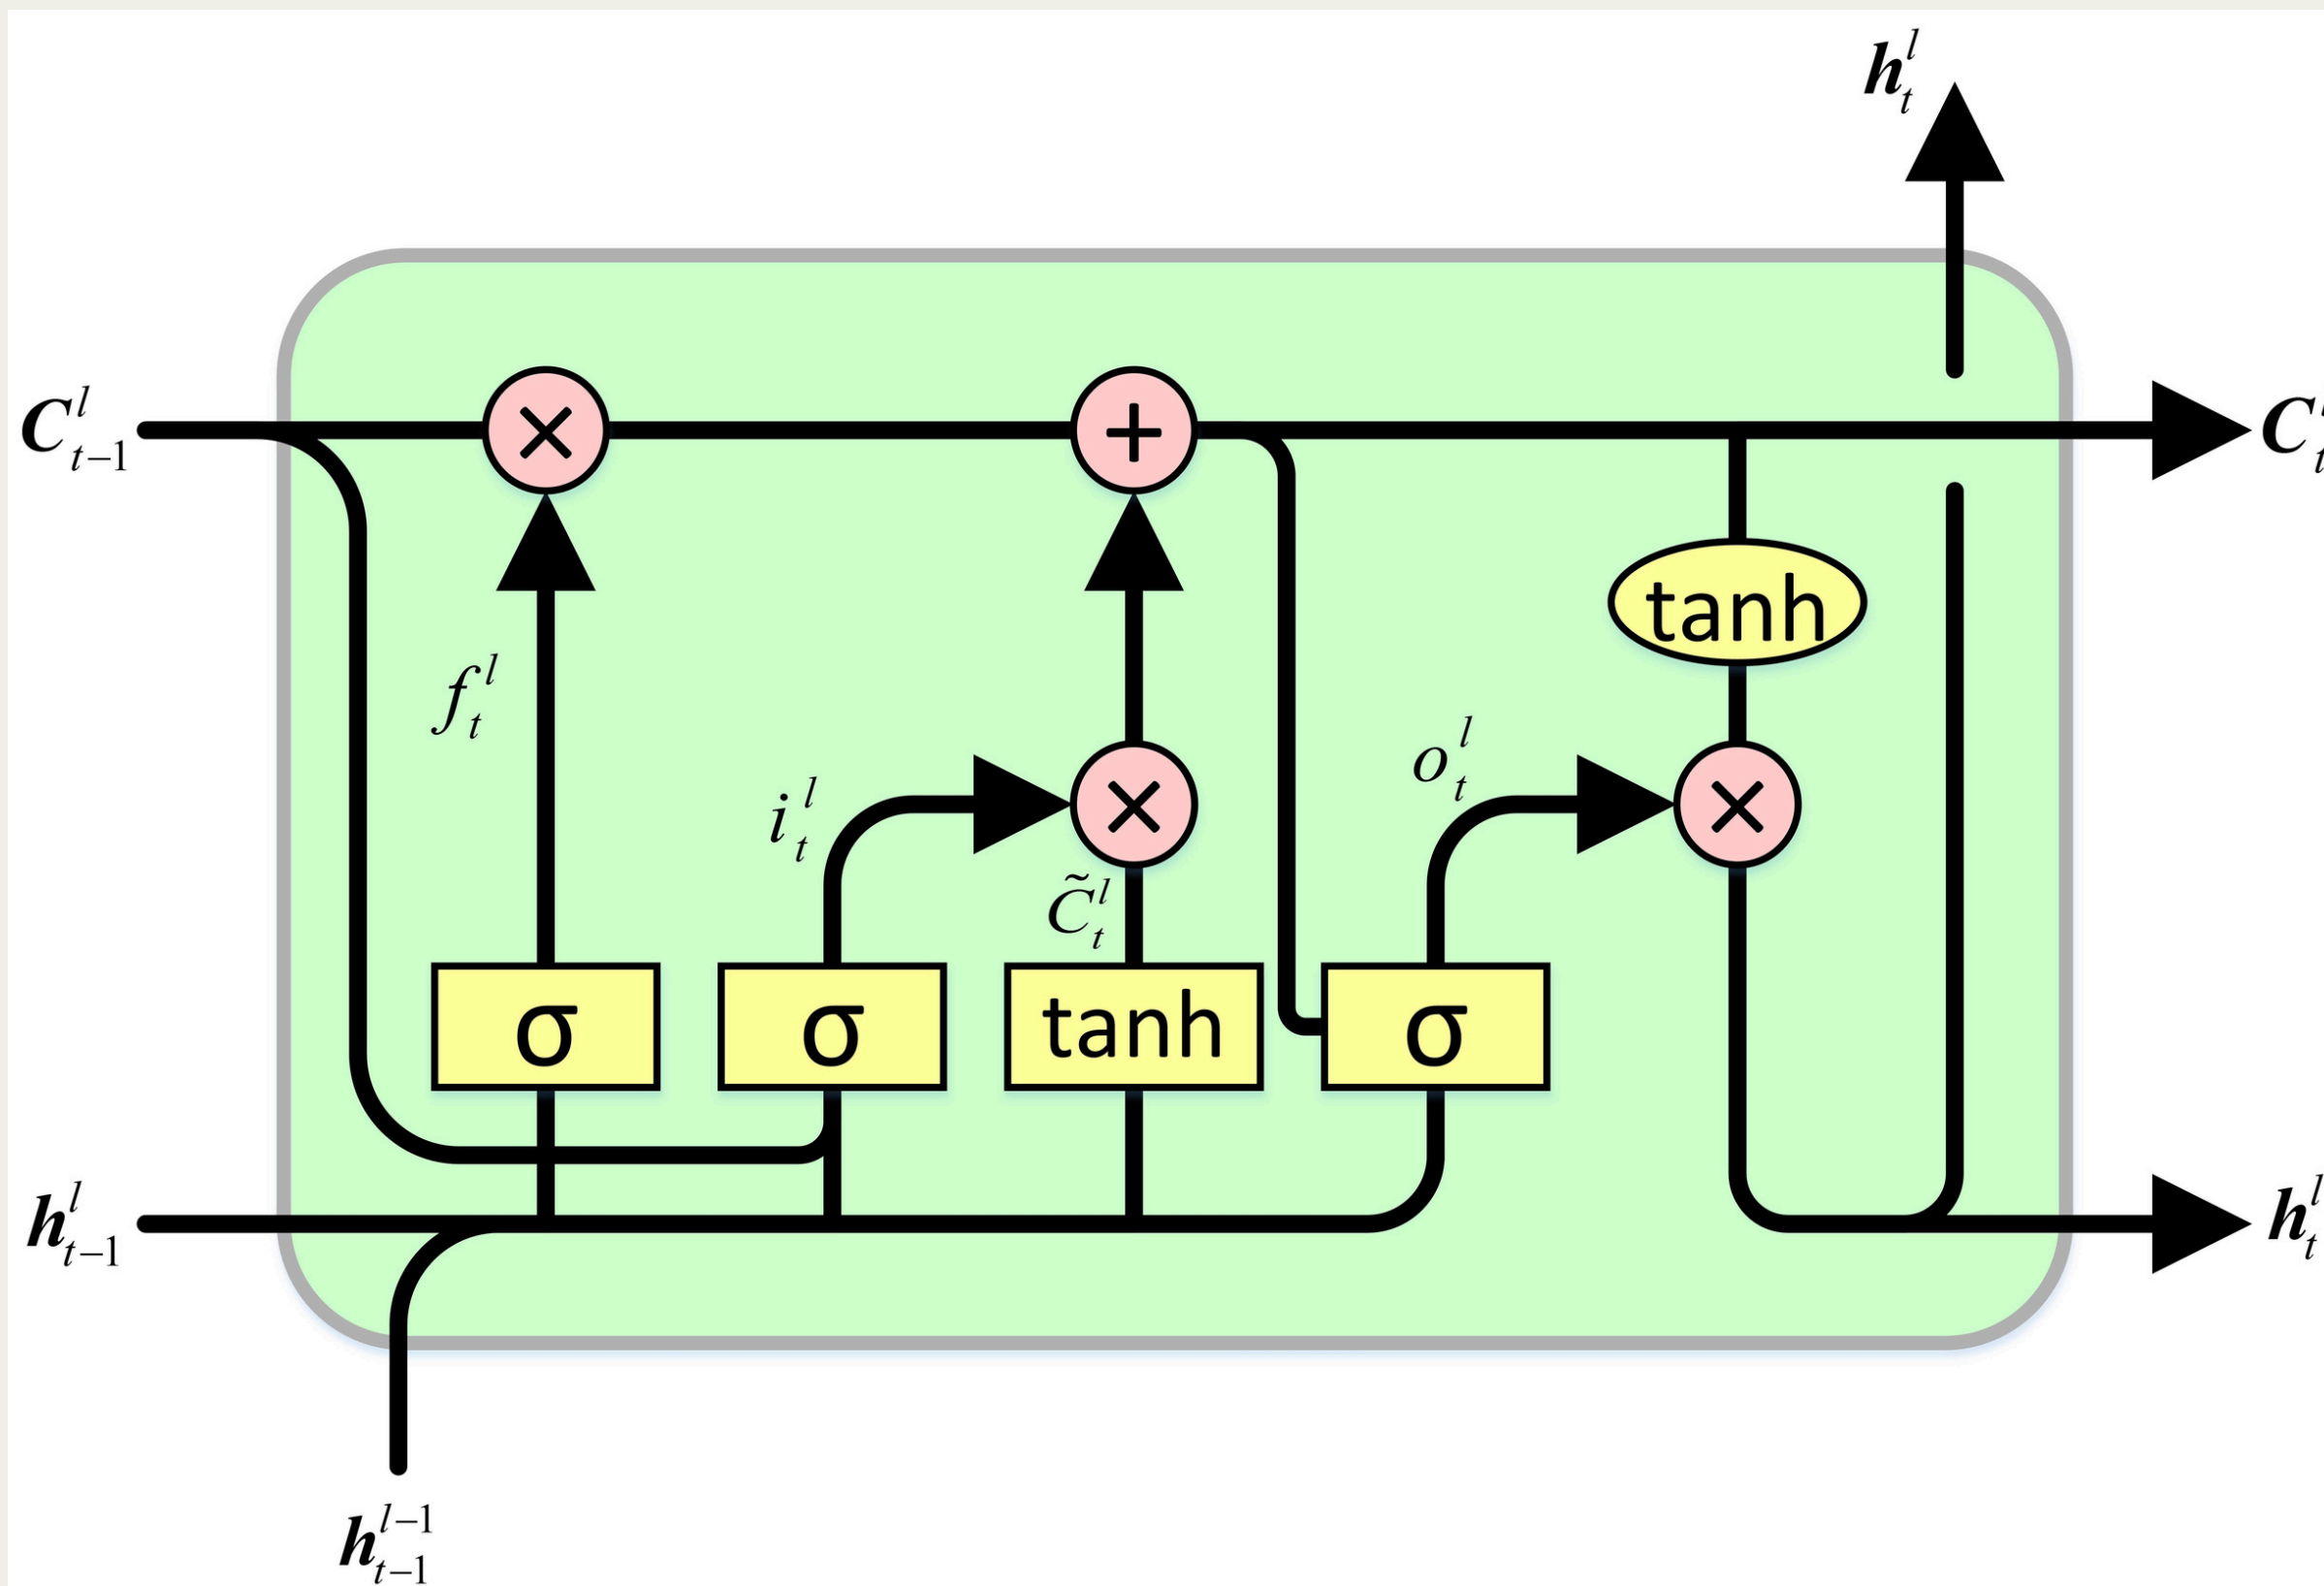 h_t^l
C_{t-1}^l
×
+
C_t^l
tanh
f_t^l
i_t^l
×
o_t^l
×
C̃_t^l
σ
σ
tanh
σ
h_{t-1}^l
h_t^l
h_{t-1}^{l-1}